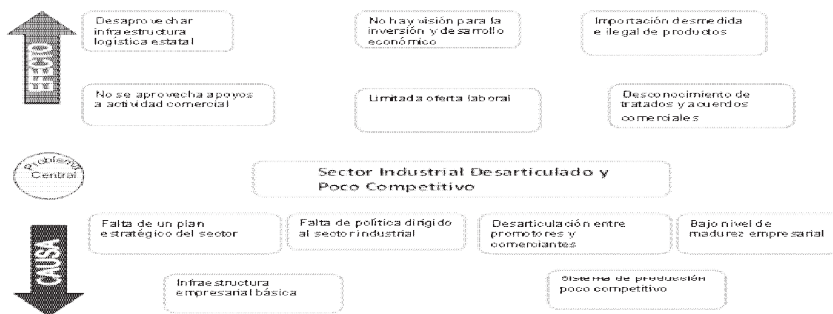 EFECTO
Desaprovechar
infraestructura
logística estatal
No hay visión para la
inversión y desarrollo
económico
Importación desmedida
e ilegal de productos
No se aprovecha apoyos
a actividad comercial
Limitada oferta laboral
Desconocimiento de
tratados y acuerdos
comerciales
Problema
Central
Sector Industrial Desarticulado y
Poco Competitivo
CAUSA
Falta de un plan
estratégico del sector
Falta de política dirigido
al sector industrial
Desarticulación entre
promotores y
comerciantes
Bajo nivel de
madurez empresarial
Infraestructura
empresarial básica
Sistema de producción
poco competitivo